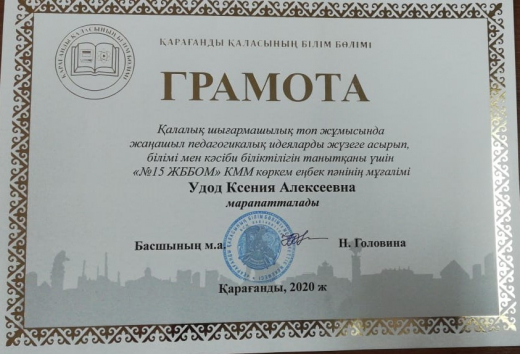 ҚАРАҒАНДЫ ҚАЛАСЫНЫҢ БІЛІМ БӨЛІМІ
ГРАМОТА
Қалалық шығармашылық топ жұмысында
жаңашыл педагогикалық идеяларды жүзеге асырып,
білімі мен кәсіби біліктілігін танытқаны үшін
«№15 ЖББОМ» КММ көркем еңбек пәнінің мұғалімі
Удод Ксения Алексеевна
марапатталады
Басшының м.а. Н. Головина
Қарағанды, 2020 ж